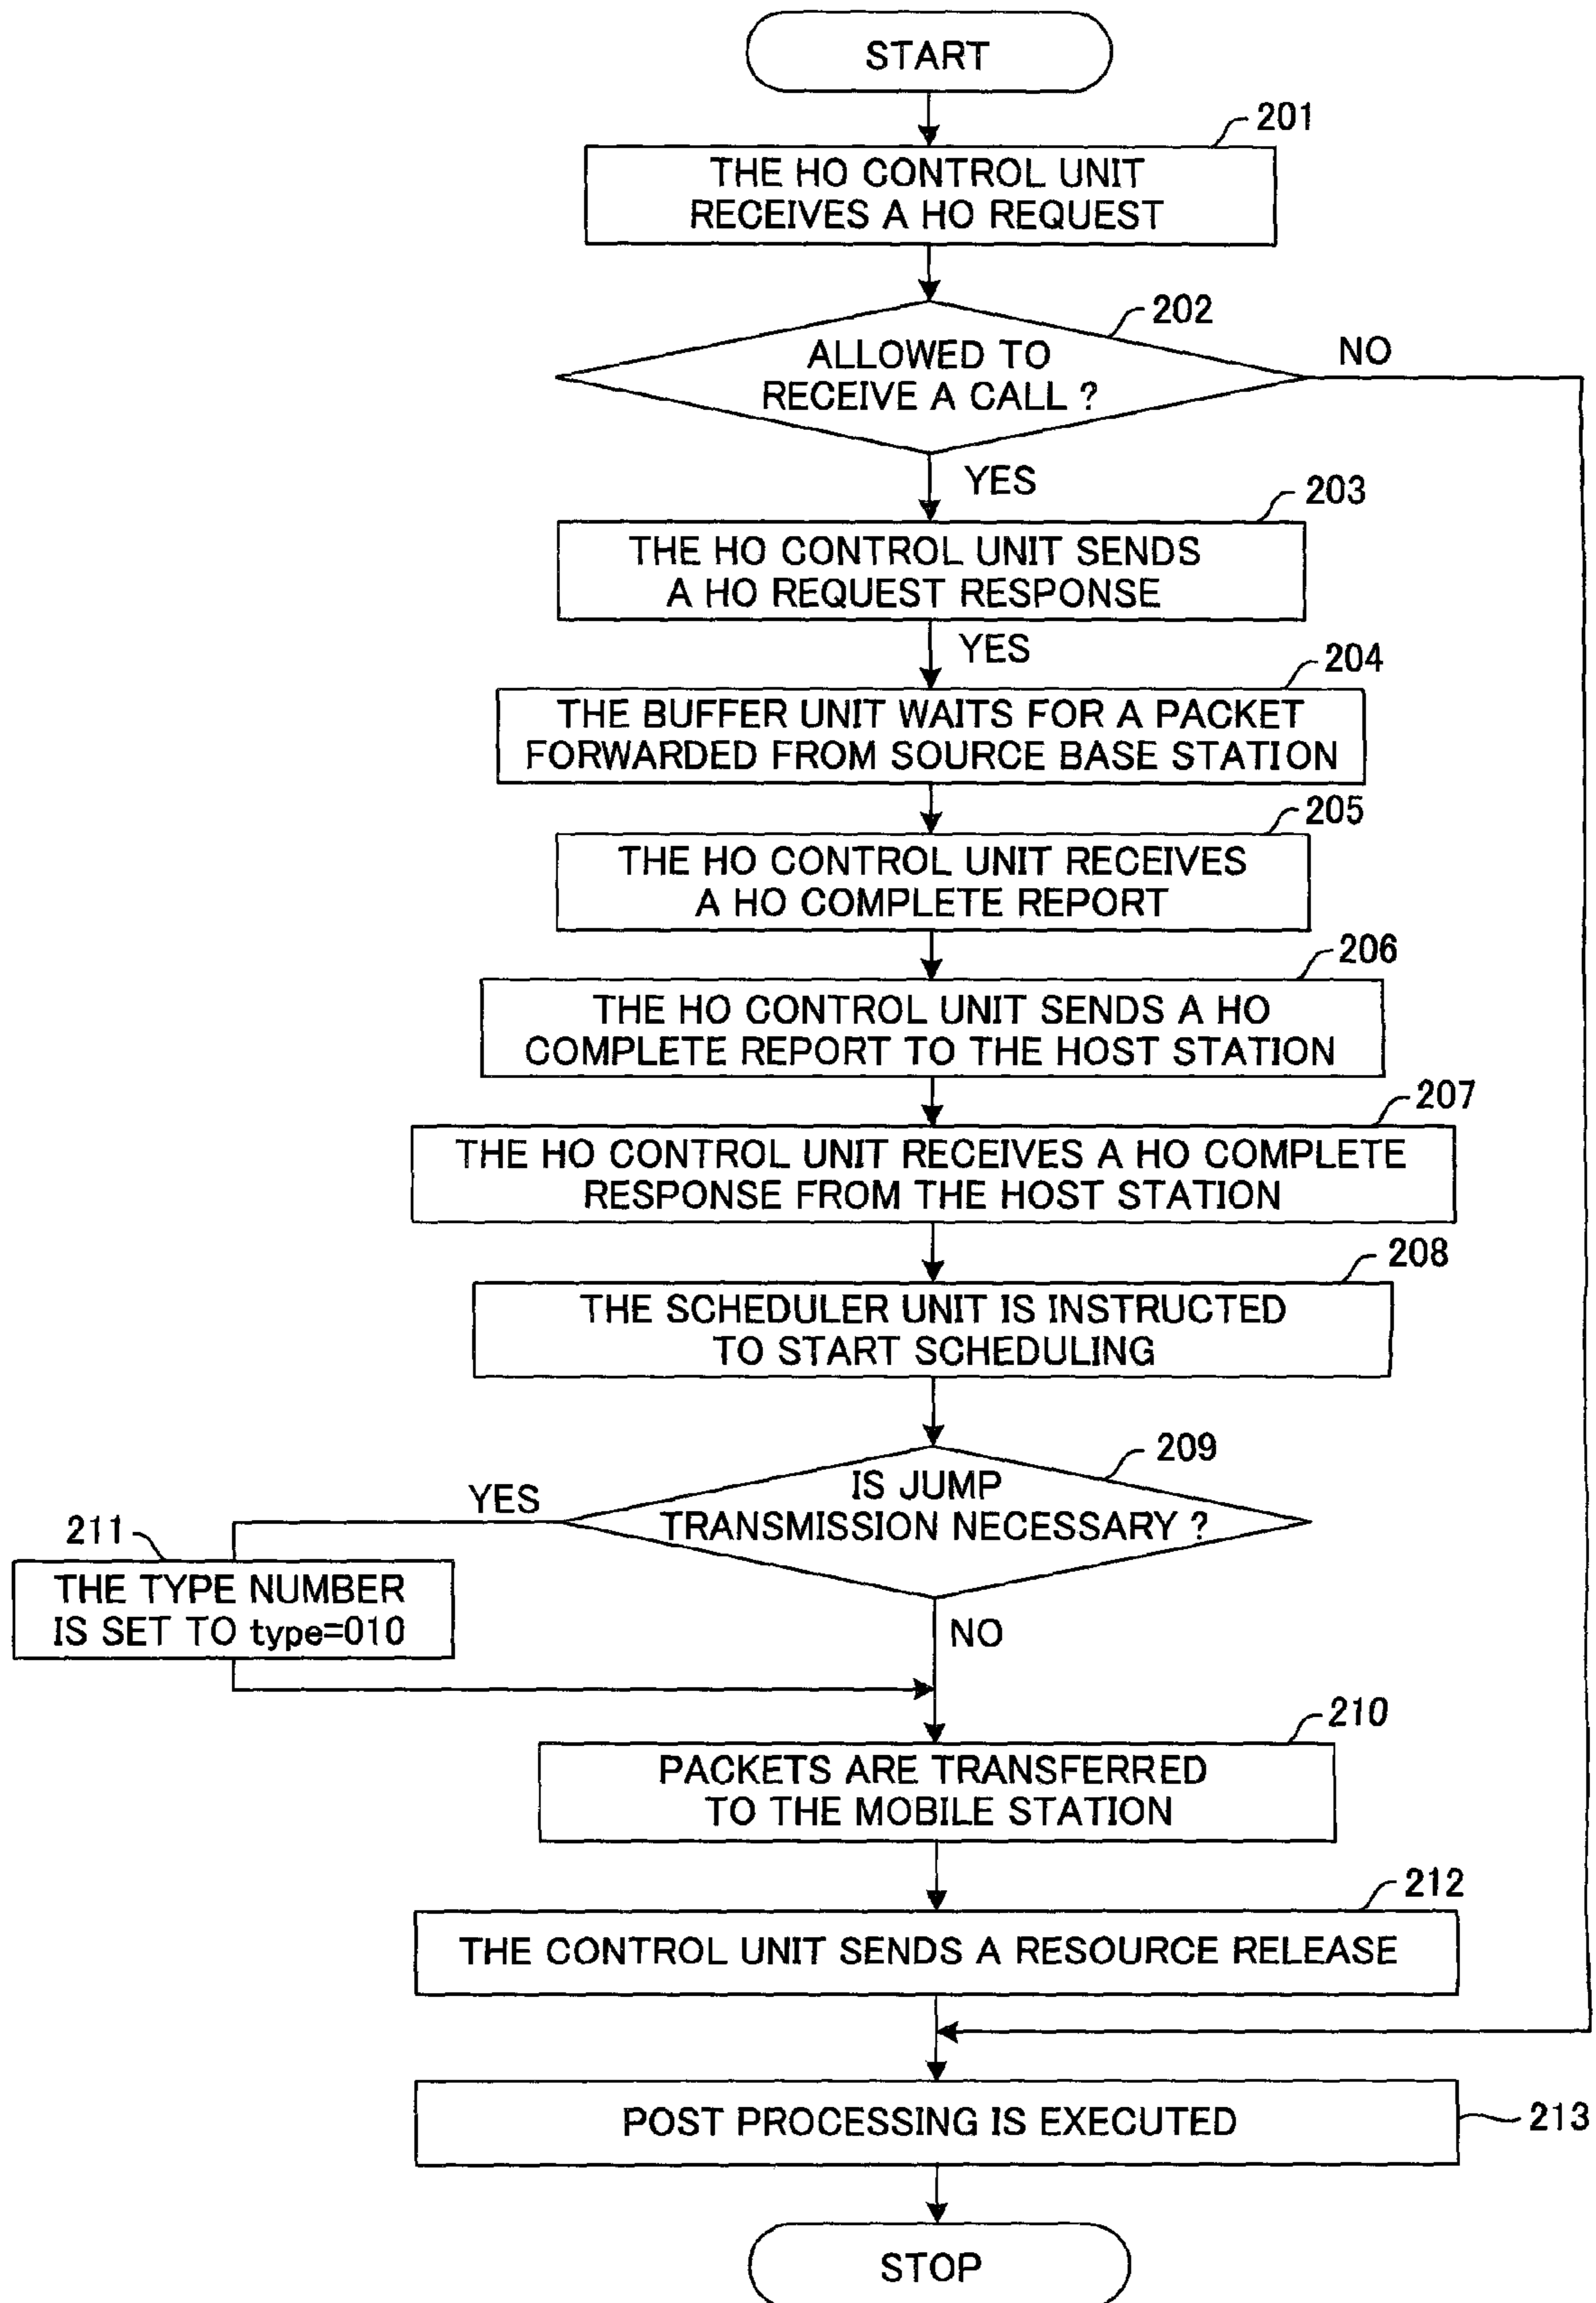 START
201
THE HO CONTROL UNIT
RECEIVES A HO REQUEST
202
ALLOWED TO
RECEIVE A CALL ?
NO
YES
203
THE HO CONTROL UNIT SENDS
A HO REQUEST RESPONSE
YES
204
THE BUFFER UNIT WAITS FOR A PACKET
FORWARDED FROM SOURCE BASE STATION
205
THE HO CONTROL UNIT RECEIVES
A HO COMPLETE REPORT
206
THE HO CONTROL UNIT SENDS A HO
COMPLETE REPORT TO THE HOST STATION
207
THE HO CONTROL UNIT RECEIVES A HO COMPLETE
RESPONSE FROM THE HOST STATION
208
THE SCHEDULER UNIT IS INSTRUCTED
TO START SCHEDULING
209
IS JUMP
TRANSMISSION NECESSARY ?
YES
211
THE TYPE NUMBER
IS SET TO type=010
NO
210
PACKETS ARE TRANSFERRED
TO THE MOBILE STATION
212
THE CONTROL UNIT SENDS A RESOURCE RELEASE
POST PROCESSING IS EXECUTED
213
STOP